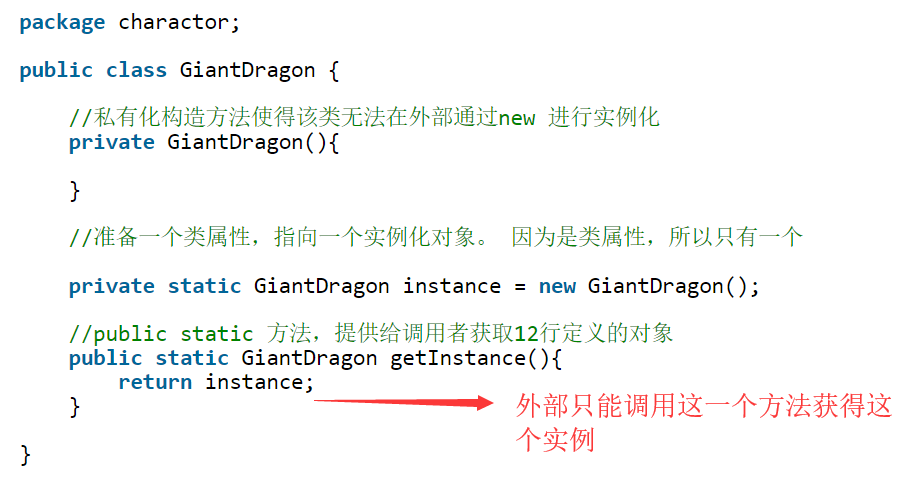 package charactor;
public class GiantDragon {
//私有化构造方法使得该类无法在外部通过new 进行实例化
private GiantDragon(){
}
//准备一个类属性，指向一个实例化对象。 因为是类属性，所以只有一个
private static GiantDragon instance = new GiantDragon();
//public static 方法，提供给调用者获取12行定义的对象
public static GiantDragon getInstance(){
return instance;
}
外部只能调用这一个方法获得这
个实例
}